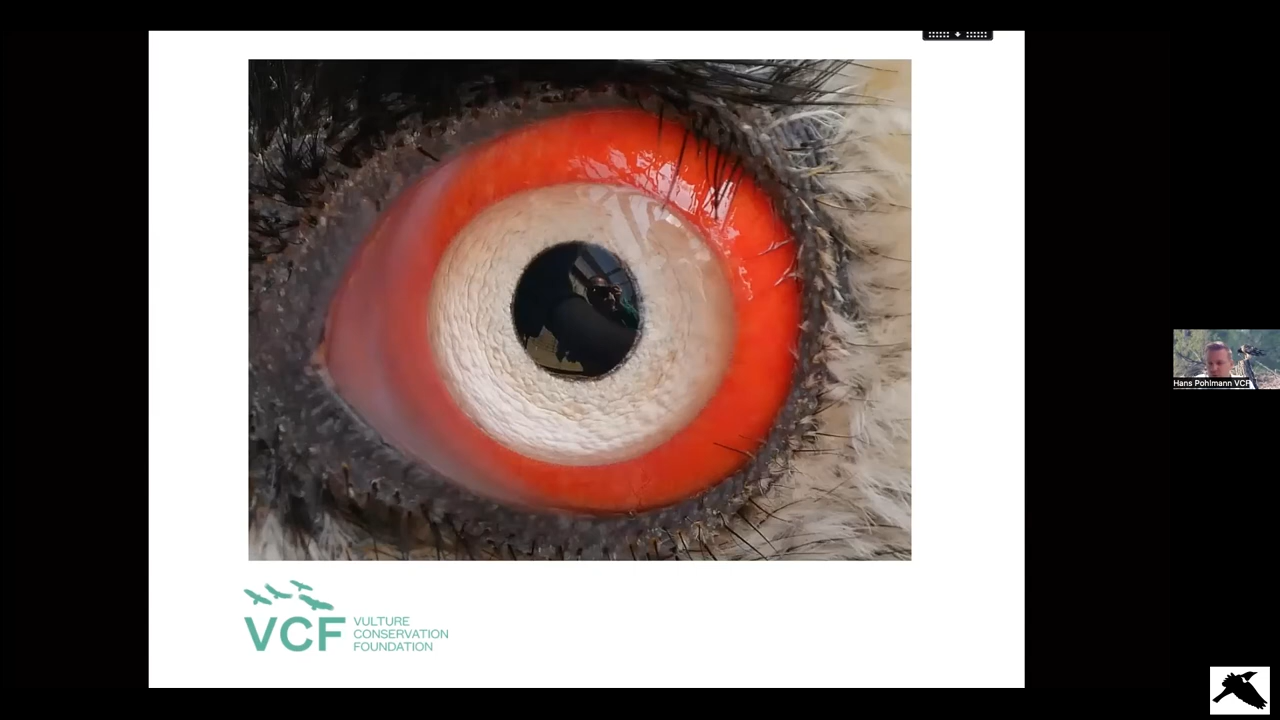 VCF
VULTURE
CONSERVATION
FOUNDATION
Hans Pohlmann VCF